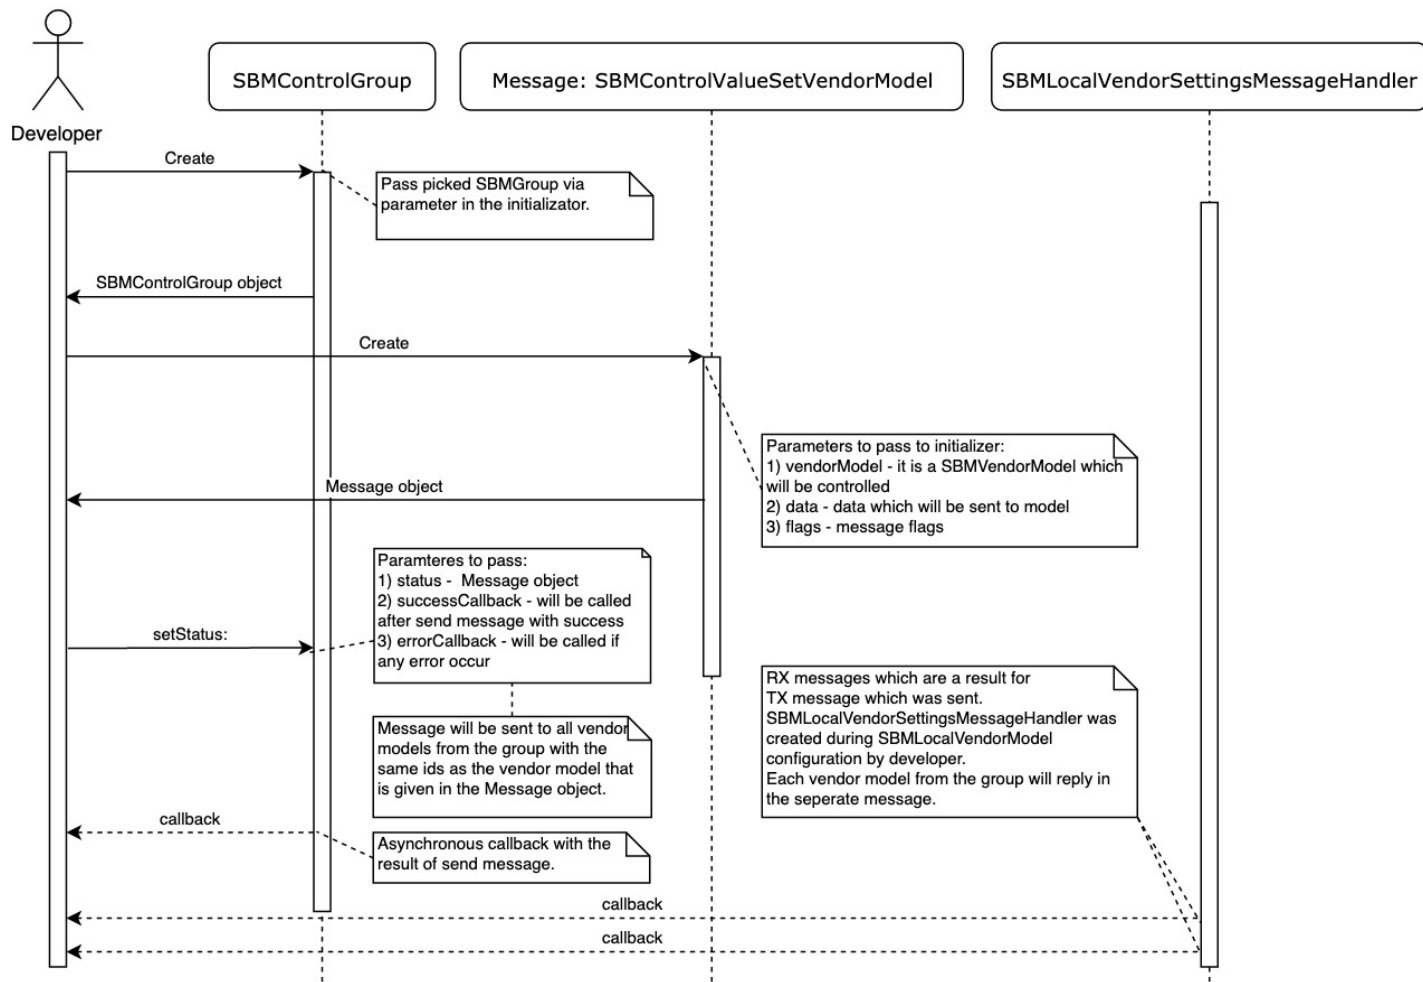 SBMControlGroup
Message: SBMControlValueSetVendorModel
SBMLocalVendorSettingsMessageHandler
Developer
Create
Pass picked SBMGroup via
parameter in the initializator.
SBMControlGroup object
Create
Parameters to pass to initializer:
1) vendorModel - it is a SBMVendorModel which
will be controlled
2) data - data which will be sent to model
3) flags - message flags
Message object
Paramteres to pass:
1) status -  Message object
2) successCallback - will be called
after send message with success
3) errorCallback - will be called if
any error occur
setStatus:
RX messages which are a result for
TX message which was sent.
SBMLocalVendorSettingsMessageHandler was
created during SBMLocalVendorModel
configuration by developer.
Each vendor model from the group will reply in
the seperate message.
Message will be sent to all vendor
models from the group with the
same ids as the vendor model that
is given in the Message object.
callback
Asynchronous callback with the
result of send message.
callback
callback